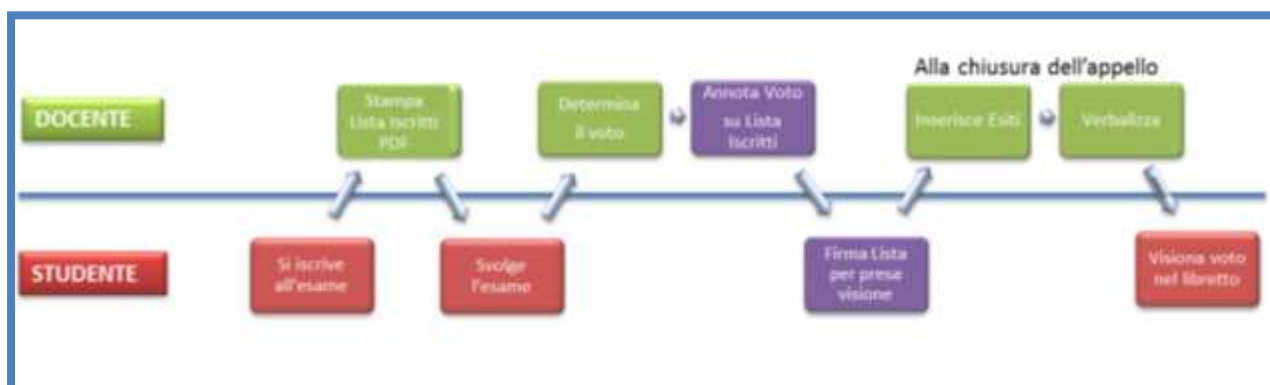 Alla chiusura dell'appello
DOCENTE
Stampa
Lista Iscritti
PDF
Determina
il voto
Annota Voto
su Lista
Iscritti
Inserisce Esiti
Verbalizza
STUDENTE
Si iscrive
all'esame
Svolge
l'esame
Firma Lista
per presa
visione
Visiona voto
nel libretto